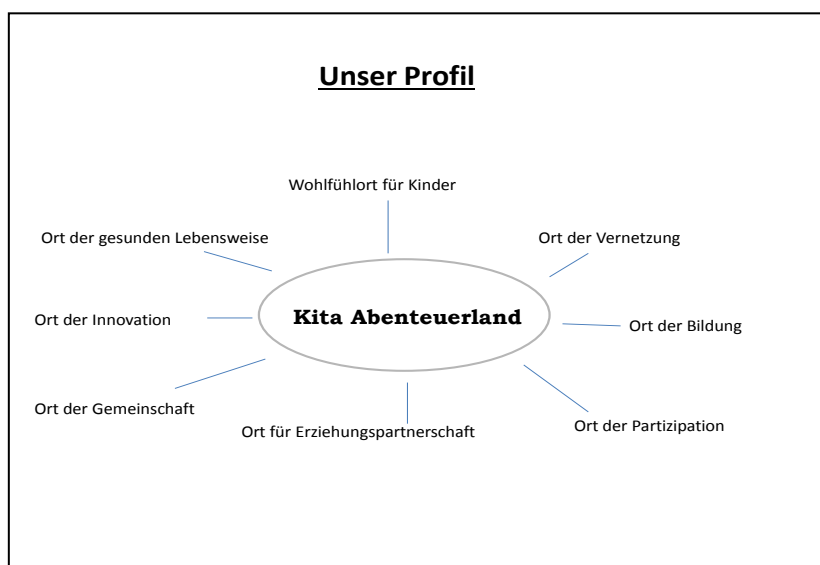 Unser Profil
Wohlfühlort für Kinder
Ort der gesunden Lebensweise
Ort der Vernetzung
Ort der Innovation
Kita Abenteuerland
Ort der Bildung
Ort der Gemeinschaft
Ort für Erziehungspartnerschaft
Ort der Partizipation